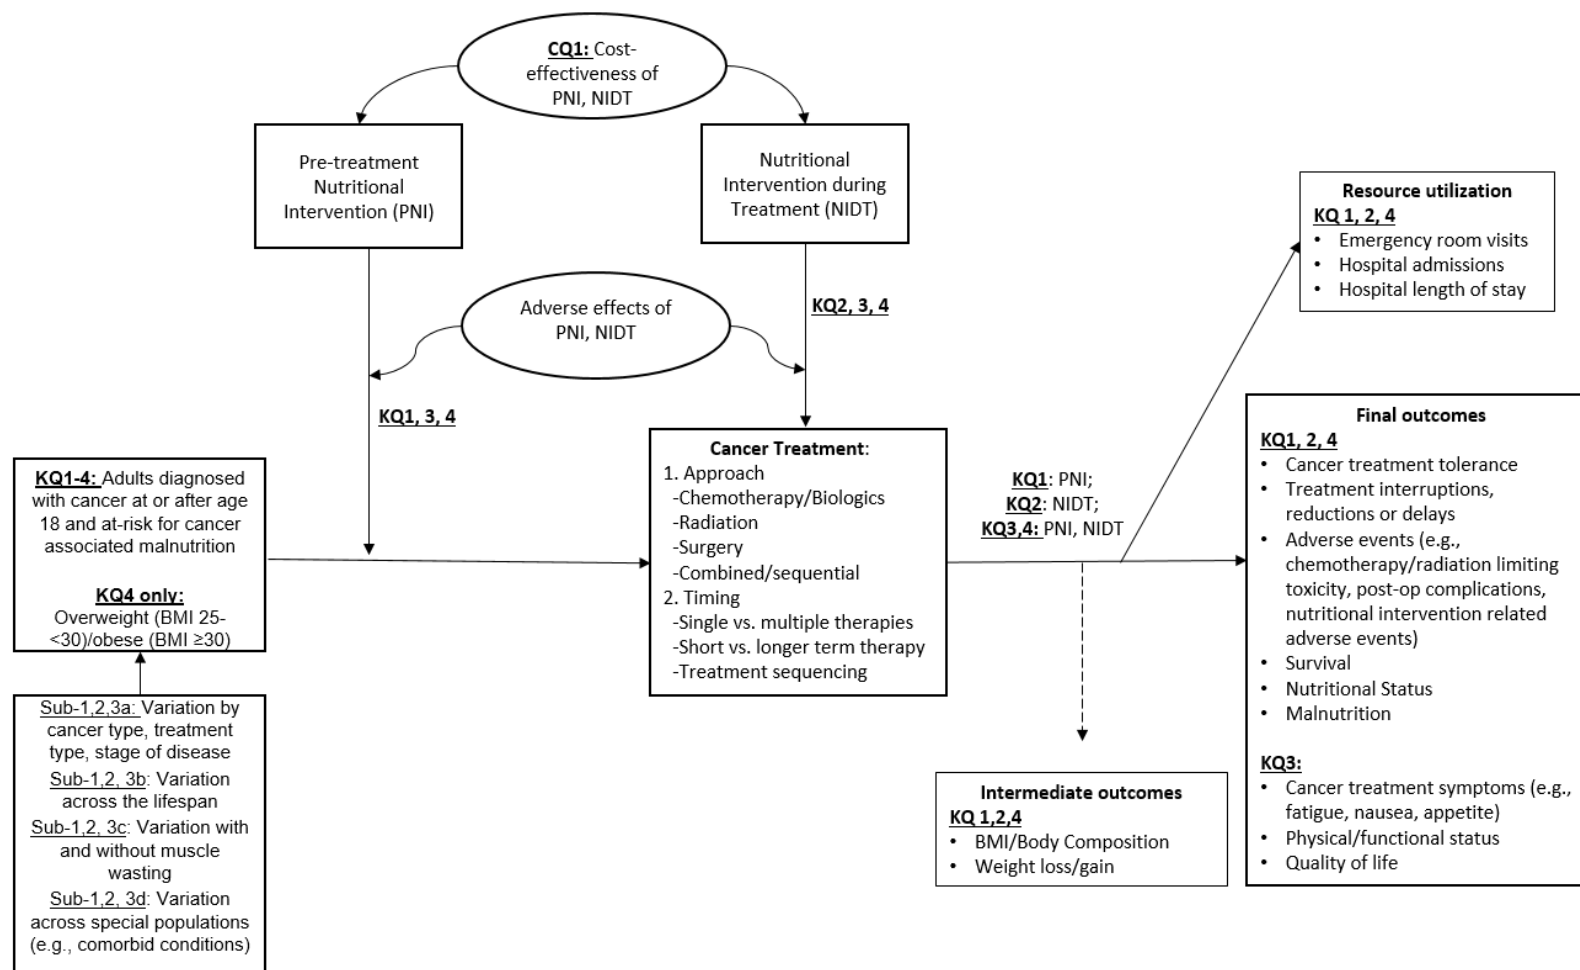 CQ1: Cost-
effectiveness of
PNI, NIDT
Pre-treatment
Nutritional
Intervention (PNI)
Nutritional
Intervention during
Treatment (NIDT)
Adverse effects of
PNI, NIDT
KQ2, 3, 4
KQ1, 3, 4
KQ1-4: Adults diagnosed
with cancer at or after age
18 and at-risk for cancer
associated malnutrition
KQ4 only:
Overweight (BMI 25-
<30)/obese (BMI ≥30)
Sub-1,2,3a: Variation by
cancer type, treatment
type, stage of disease
Sub-1,2, 3b: Variation
across the lifespan
Sub-1,2, 3c: Variation with
and without muscle
wasting
Sub-1,2, 3d: Variation
across special populations
(e.g., comorbid conditions)
Cancer Treatment:
1. Approach
-Chemotherapy/Biologics
-Radiation
-Surgery
-Combined/sequential
2. Timing
-Single vs. multiple therapies
-Short vs. longer term therapy
-Treatment sequencing
KQ1: PNI;
KQ2: NIDT;
KQ3,4: PNI, NIDT
Resource utilization
KQ 1, 2, 4
• Emergency room visits
• Hospital admissions
• Hospital length of stay
Intermediate outcomes
KQ 1,2,4
• BMI/Body Composition
• Weight loss/gain
Final outcomes
KQ1, 2, 4
• Cancer treatment tolerance
• Treatment interruptions,
reductions or delays
• Adverse events (e.g.,
chemotherapy/radiation limiting
toxicity, post-op complications,
nutritional intervention related
adverse events)
• Survival
• Nutritional Status
• Malnutrition
KQ3:
• Cancer treatment symptoms (e.g.,
fatigue, nausea, appetite)
• Physical/functional status
• Quality of life